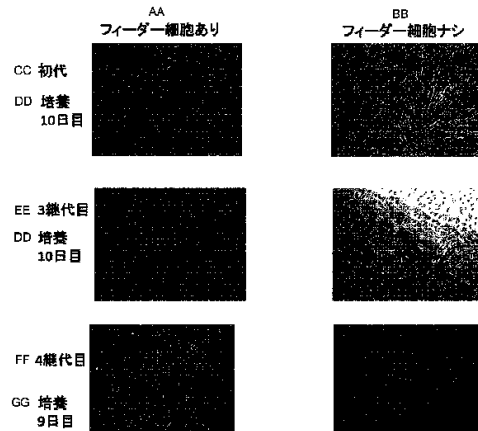 AA
フィーダー細胞あり
BB
フィーダー細胞ナシ
CC 初代
DD 培養
10日目
EE 3継代目
DD 培養
10日目
FF 4継代目
GG 培養
9日目